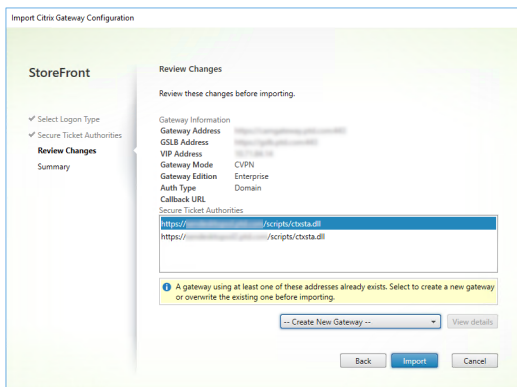 Import Citrix Gateway Configuration
StoreFront
Review Changes
Review these changes before importing.
✔ Select Logon Type
✔ Secure Ticket Authorities
Review Changes
Summary
Gateway Information
Gateway Address
GSLB Address
VIP Address
Gateway Mode CVPN
Gateway Edition Enterprise
Auth Type Domain
Callback URL
Secure Ticket Authorities
https:// /scripts/ctxsta.dll
https:// /scripts/ctxsta.dll
A gateway using at least one of these addresses already exists. Select to create a new gateway
or overwrite the existing one before importing.
-- Create New Gateway --
View details
Back Import Cancel